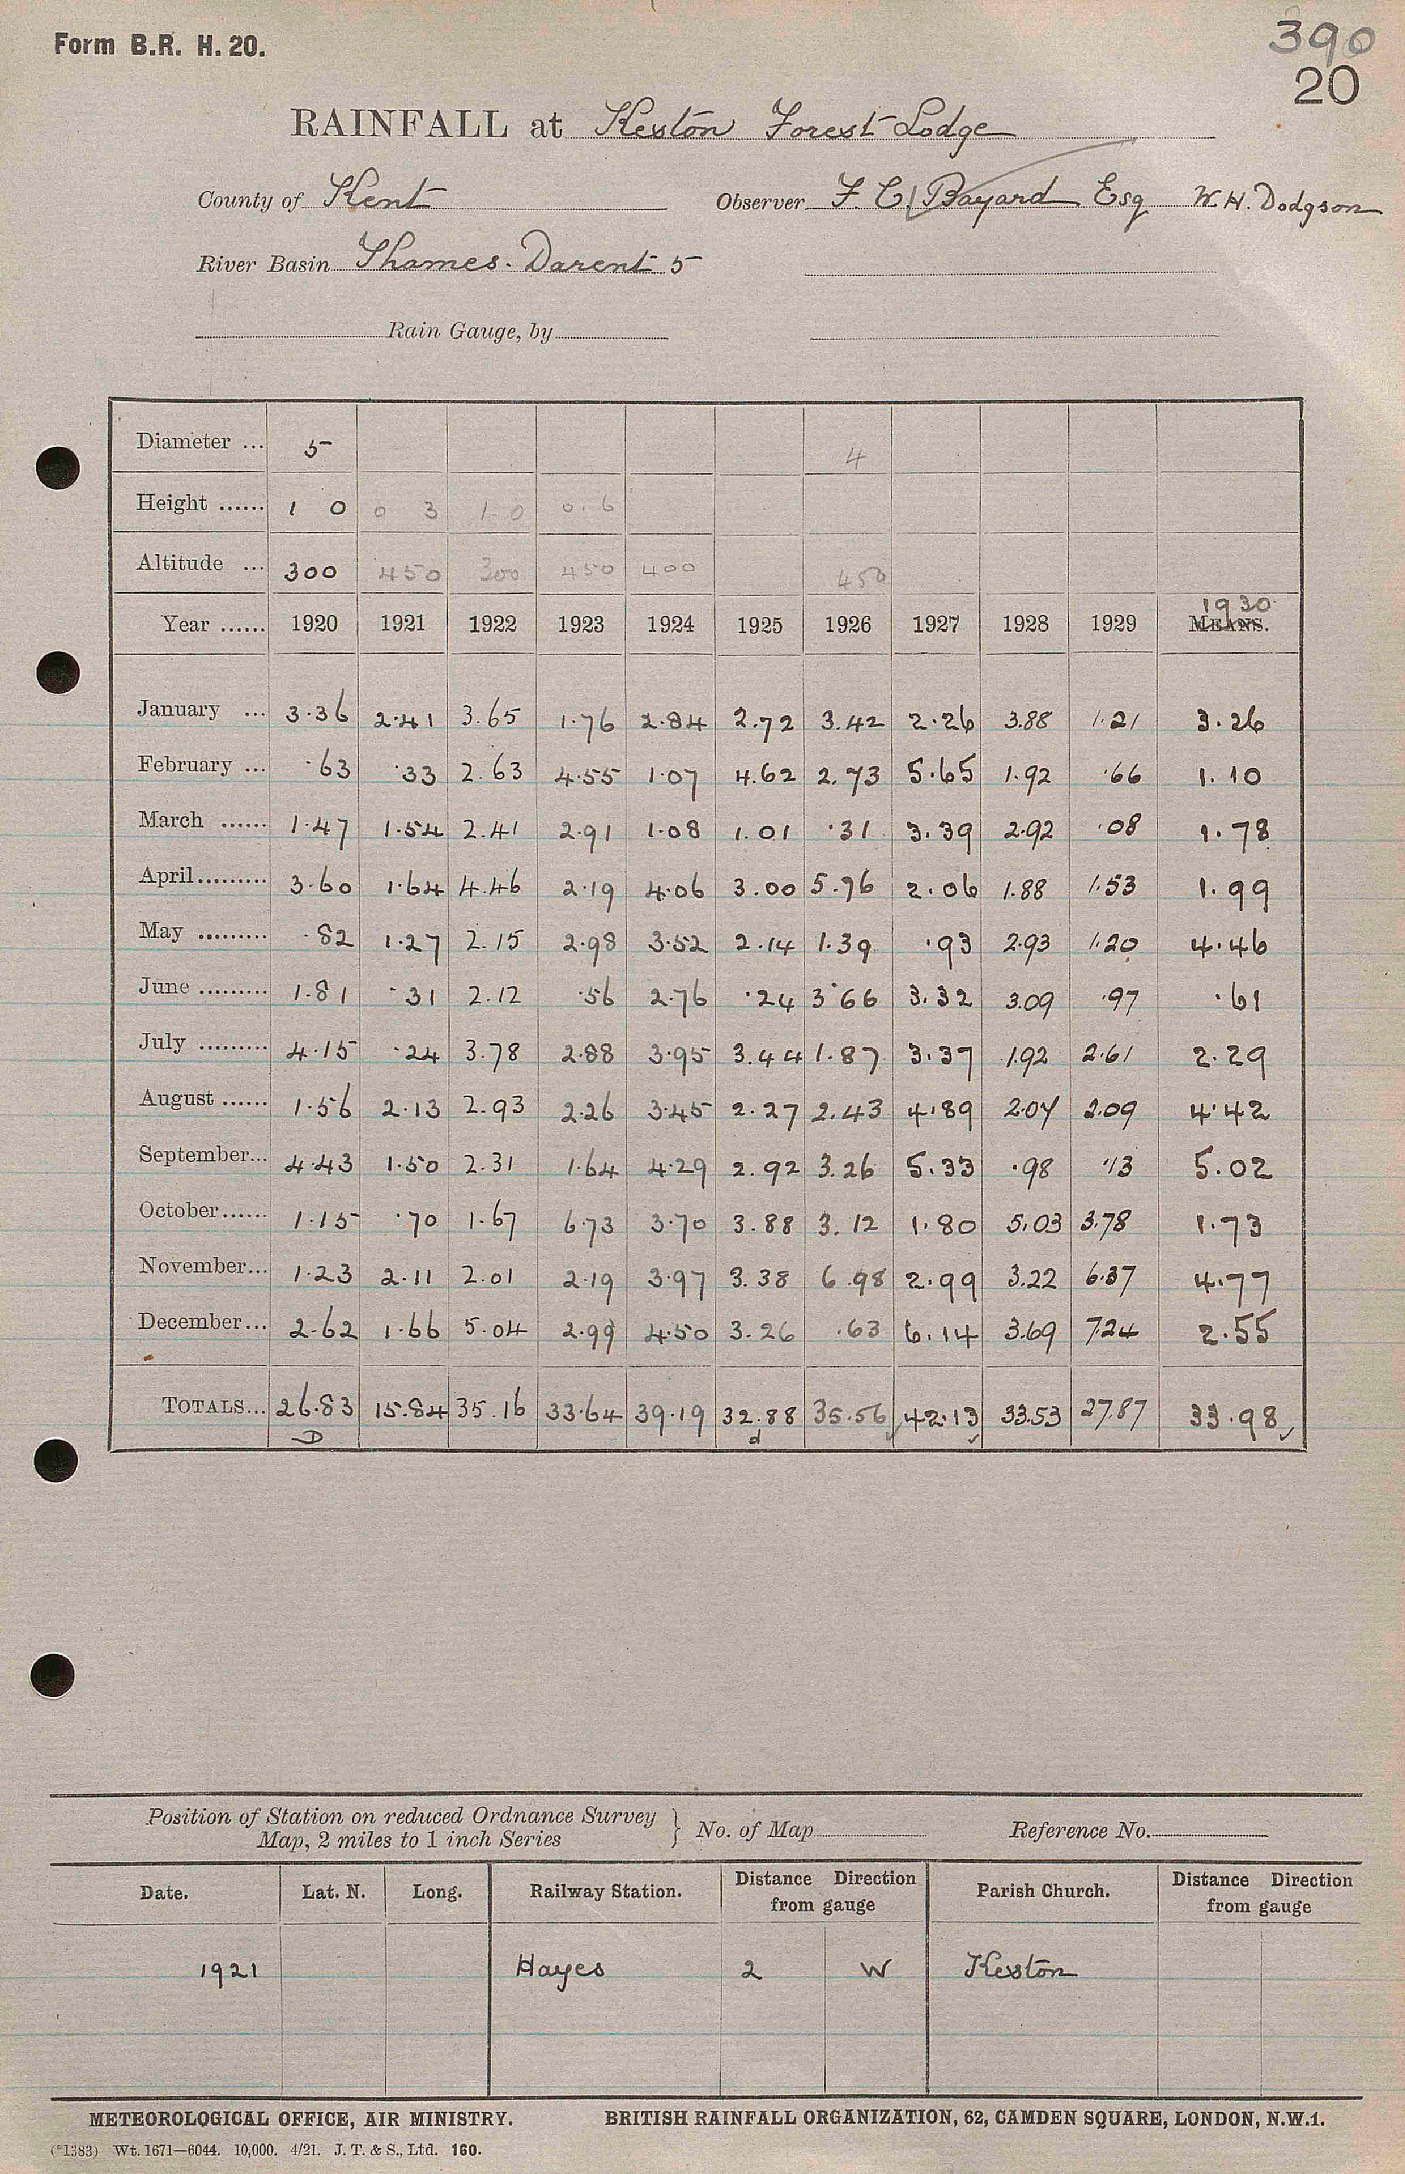 Form B.R. H. 20.
390
20
RAINFALL at Keston Forest Lodge
County of Kent Observer F. C. Bayard Esq W. H. Dodgson
River Basin Thames. Darent 5
Rain Gauge, by
Diameter ... 5 4
Height ...... 1 0 0 3 1-0 0.6
Altitude ... 300 450 300 450 400 450
1930
Year ...... 1920 1921 1922 1923 1924 1925 1926 1927 1928 1929 MEANS.
January ... 3.36 2.41 3.65 1.76 2.84 2.72 3.42 2.26 3.88 1.21 3.26
February ... .63 .33 2.63 4.55 1.07 4.62 2.73 5.65 1.92 .66 1.10
March ...... 1.47 1.54 2.41 2.91 1.08 1.01 .31 3.39 2.92 .08 1.78
April......... 3.60 1.64 4.46 2.19 4.06 3.00 5.76 2.06 1.88 1.53 1.99
May ......... .82 1.27 2.15 2.98 3.52 2.14 1.39 .93 2.93 1.20 4.46
June ......... 1.81 .31 2.12 .56 2.76 .24 3.66 3.32 3.09 .97 .61
July ......... 4.15 .24 3.78 2.88 3.95 3.44 1.87 3.37 1.92 2.61 2.29
August ...... 1.56 2.13 2.93 2.26 3.45 2.27 2.43 4.89 2.07 2.09 4.42
September... 4.43 1.50 2.31 1.64 4.29 2.92 3.26 5.33 .98 .13 5.02
October...... 1.15 .70 1.67 6.73 3.70 3.88 3.12 1.80 5.03 3.78 1.73
November... 1.23 2.11 2.01 2.19 3.97 3.38 6.98 2.99 3.22 6.37 4.77
December... 2.62 1.66 5.04 2.99 4.50 3.26 .63 6.14 3.69 7.24 2.55
TOTALS... 26.83 15.84 35.16 33.64 39.19 32.88 35.56 42.13 33.53 27.87 33.98
D d
Position of Station on reduced Ordnance Survey
Map, 2 miles to 1 inch Series } No. of Map Reference No.
Date. Lat. N. Long. Railway Station. Distance Direction from gauge Parish Church. Distance Direction from gauge
1921 Hayes 2 W Keston
METEOROLOGICAL OFFICE, AIR MINISTRY. BRITISH RAINFALL ORGANIZATION, 62, CAMDEN SQUARE, LONDON, N.W.1.
(*1383) Wt. 1671—6044. 10,000. 4/21. J. T. & S., Ltd. 160.